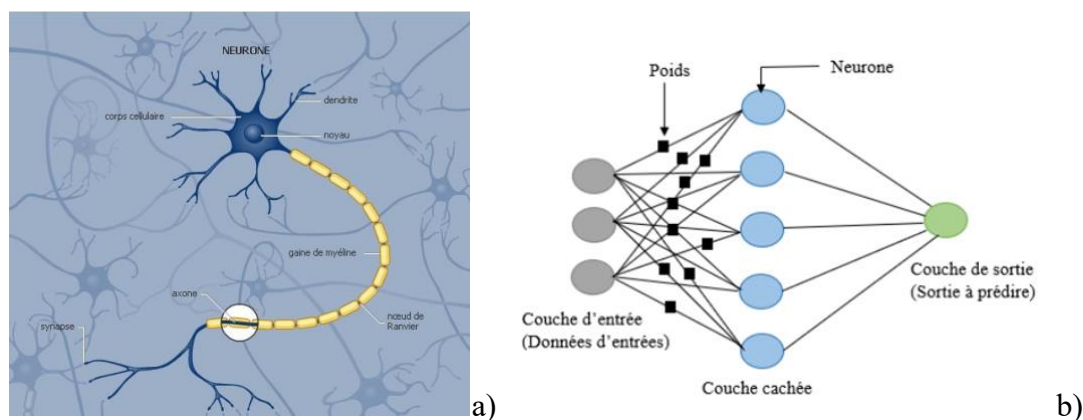 NEURONE
dendrite
corps cellulaire
noyau
gaine de myéline
axone
nœud de
Ranvier
synapse
a)
Poids
Neurone
Couche d'entrée
(Données d'entrées)
Couche de sortie
(Sortie à prédire)
Couche cachée
b)